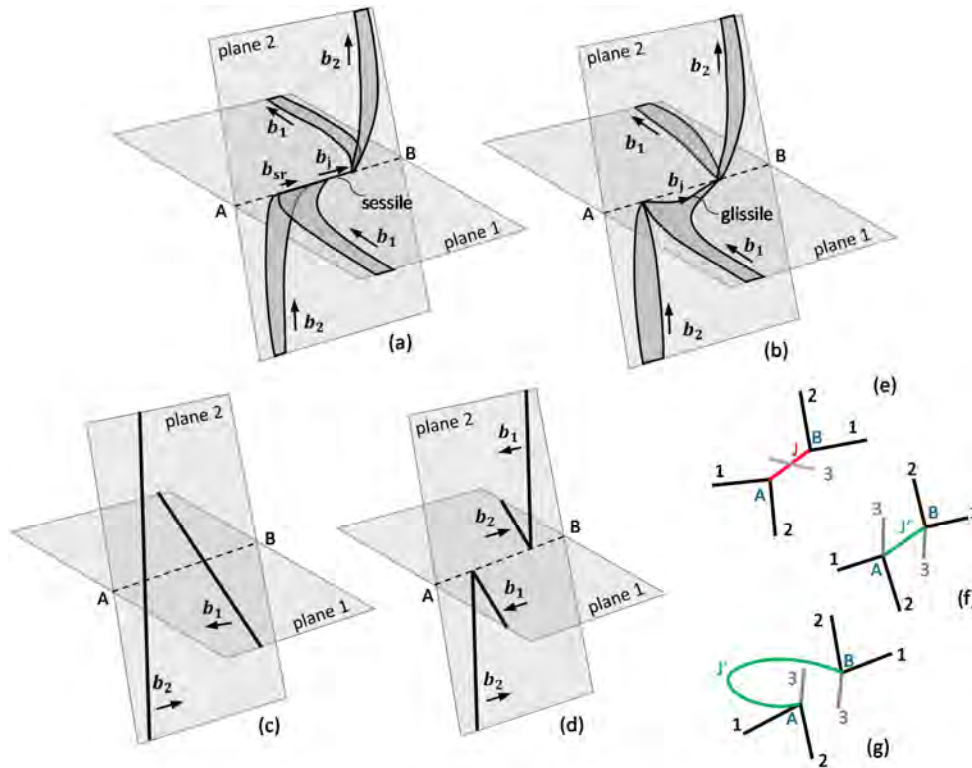 plane 2
b₂
b₁
bⱼ
B
bₛᵣ
A
sessile
b₁
plane 1
b₂
(a)
plane 2
b₂
b₁
bⱼ
B
A
glissile
b₁
plane 1
b₂
(b)
plane 2
B
A
b₁
plane 1
b₂
(c)
plane 2
b₁
b₂
B
A
b₁
plane 1
b₂
(d)
(e)
2
1
B
J
3
1
A
2
2
3
B
J'
1
A
3
2
(f)
2
B
1
J'
3
3
A
1
2
(g)